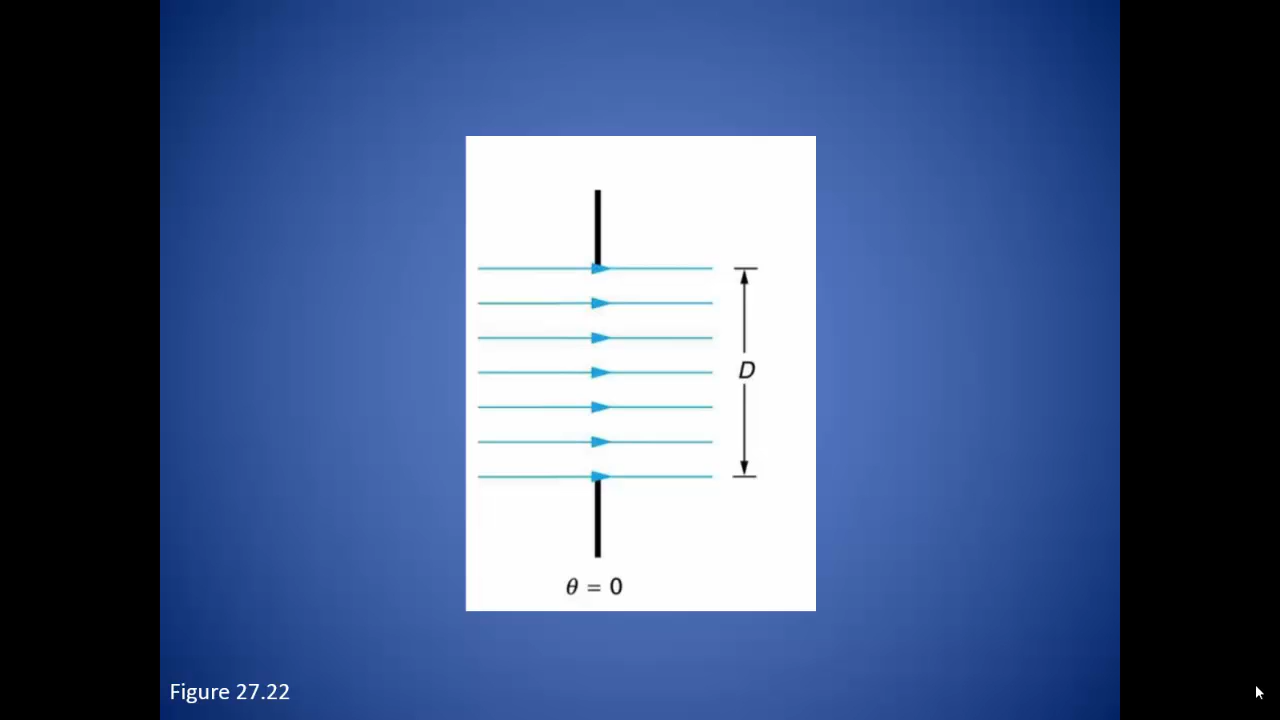 D
θ = 0
Figure 27.22